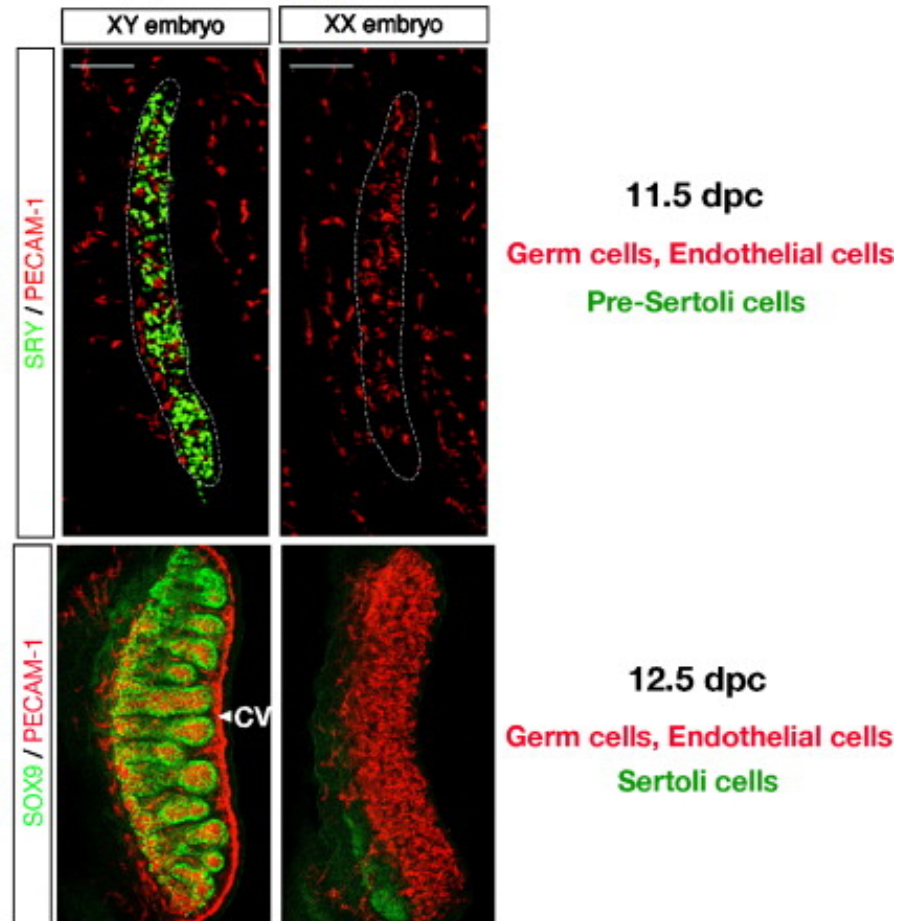 XY embryo
XX embryo
SRY / PECAM-1
11.5 dpc
Germ cells, Endothelial cells
Pre-Sertoli cells
SOX9 / PECAM-1
CV
12.5 dpc
Germ cells, Endothelial cells
Sertoli cells